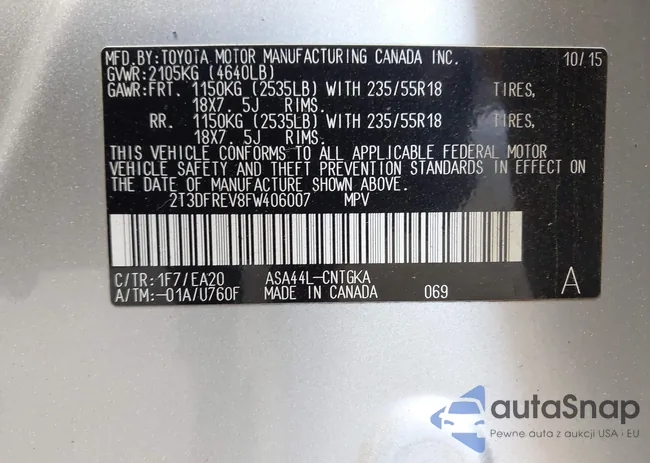 MFD.BY:TOYOTA MOTOR MANUFACTURING CANADA INC. 10/15
GVWR:2105KG (4640LB)
GAWR:FRT. 1150KG (2535LB) WITH 235/55R18 TIRES,
18X7. 5J RIMS.
RR. 1150KG (2535LB) WITH 235/55R18 TIRES,
18X7. 5J RIMS.
THIS VEHICLE CONFORMS TO ALL APPLICABLE FEDERAL MOTOR
VEHICLE SAFETY AND THEFT PREVENTION STANDARDS IN EFFECT ON
THE DATE OF MANUFACTURE SHOWN ABOVE.
2T3DFREV8FW406007 MPV
C/TR:1F7/EA20 ASA44L-CNTGKA
A/TM:-01A/U760F MADE IN CANADA 069 A
autoSnap
Pewne auta z aukcji USA i EU